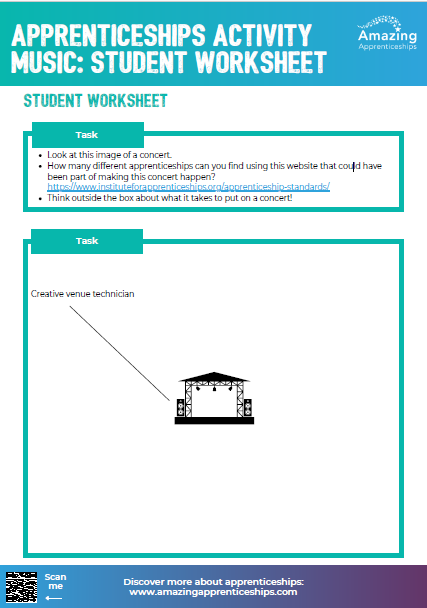 APPRENTICESHIPS ACTIVITY
MUSIC: STUDENT WORKSHEET
Amazing
Apprenticeships
STUDENT WORKSHEET
Task
• Look at this image of a concert.
• How many different apprenticeships can you find using this website that could have
been part of making this concert happen?
https://www.instituteforapprenticeships.org/apprenticeship-standards/
• Think outside the box about what it takes to put on a concert!
Task
Creative venue technician
Scan
me
Discover more about apprenticeships:
www.amazingapprenticeships.com